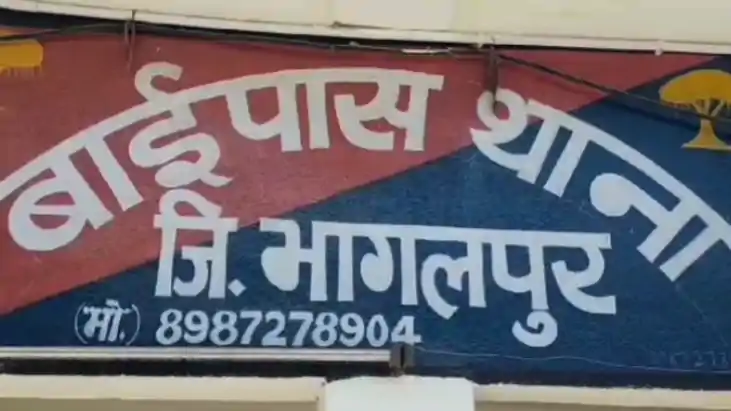 बाईपास थाना
जि. भागलपुर
(मो.) 8987278904